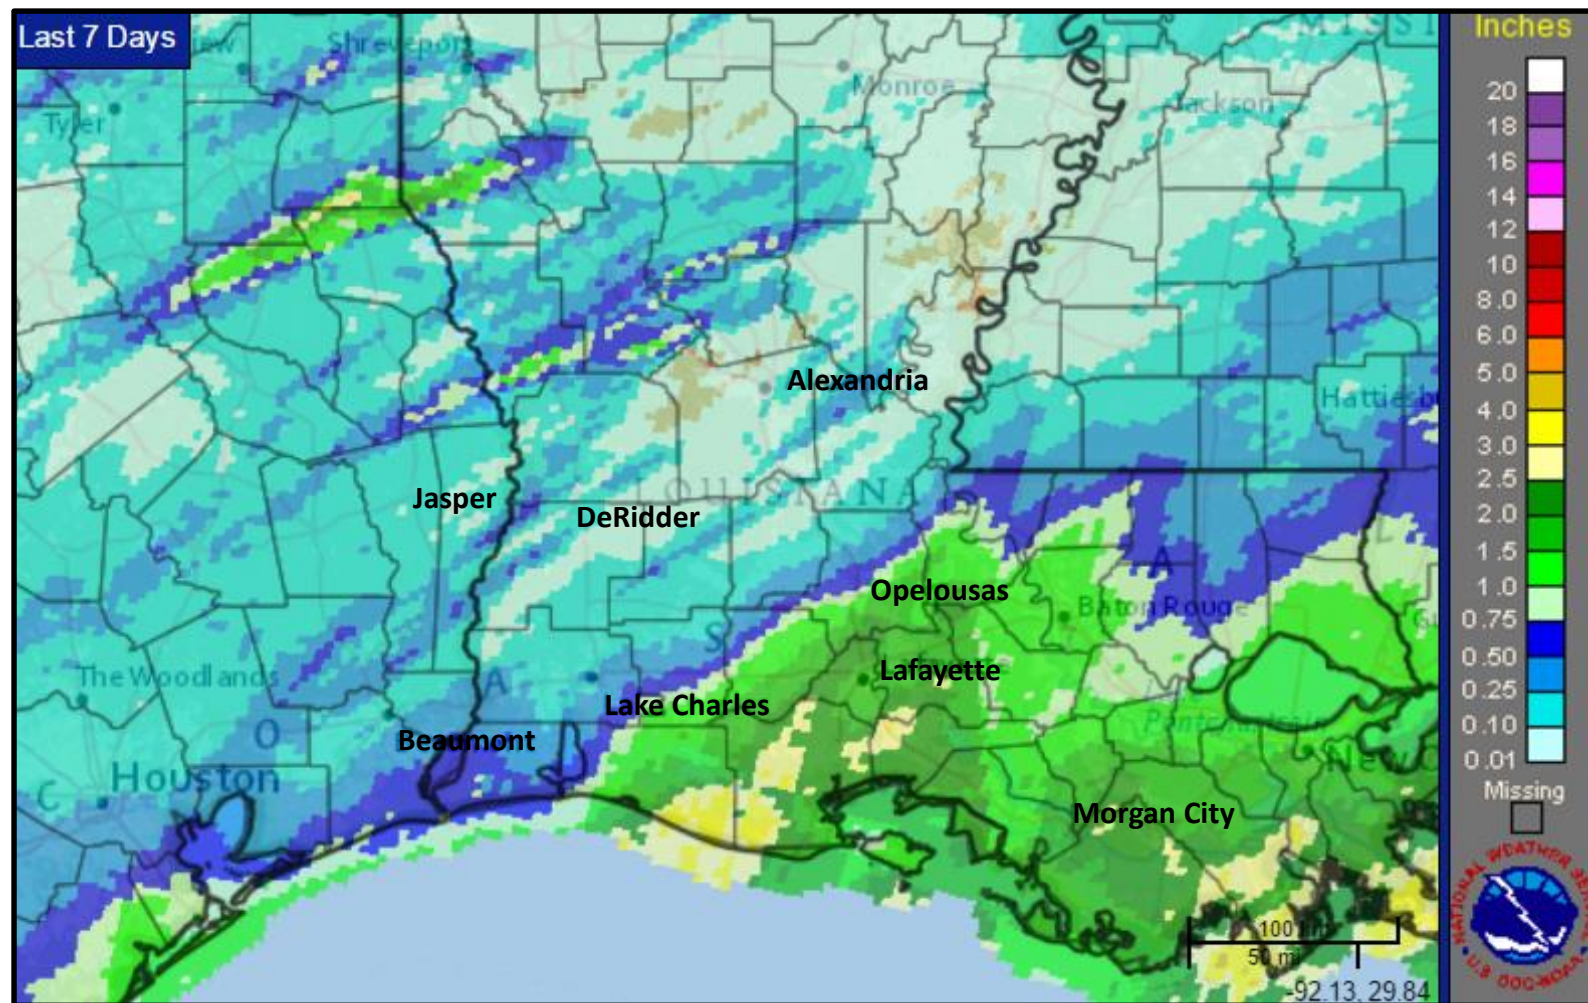 Last 7 Days
Inches
Shreveport
Monroe
Jackson
Tyler
20
18
16
14
12
10
8.0
6.0
5.0
4.0
3.0
2.5
2.0
1.5
1.0
0.75
0.50
0.25
0.10
0.01
Missing
Alexandria
Jasper
LOUISIANA
DeRidder
Opelousas
Baton Rouge
The Woodlands
Lafayette
Lake Charles
Pontchartrain
Beaumont
Houston
Morgan City
100 km
50 mi
-92.13, 29.84
NATIONAL WEATHER SERVICE
U.S DOC-NOAA